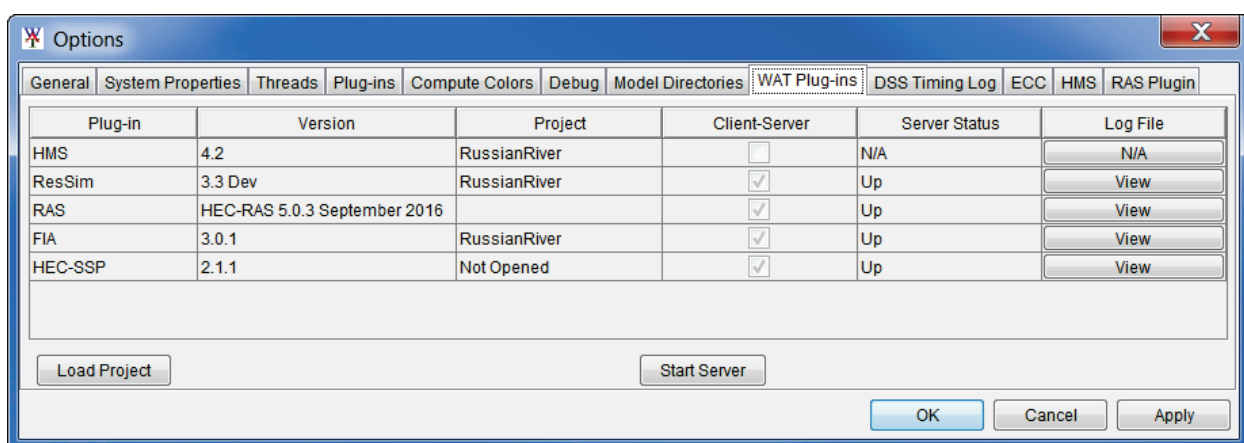 Options
X
General System Properties Threads Plug-ins Compute Colors Debug Model Directories WAT Plug-ins DSS Timing Log ECC HMS RAS Plugin
Plug-in Version Project Client-Server Server Status Log File
HMS 4.2 RussianRiver N/A N/A
ResSim 3.3 Dev RussianRiver Up View
RAS HEC-RAS 5.0.3 September 2016 Up View
FIA 3.0.1 RussianRiver Up View
HEC-SSP 2.1.1 Not Opened Up View
Load Project Start Server
OK Cancel Apply